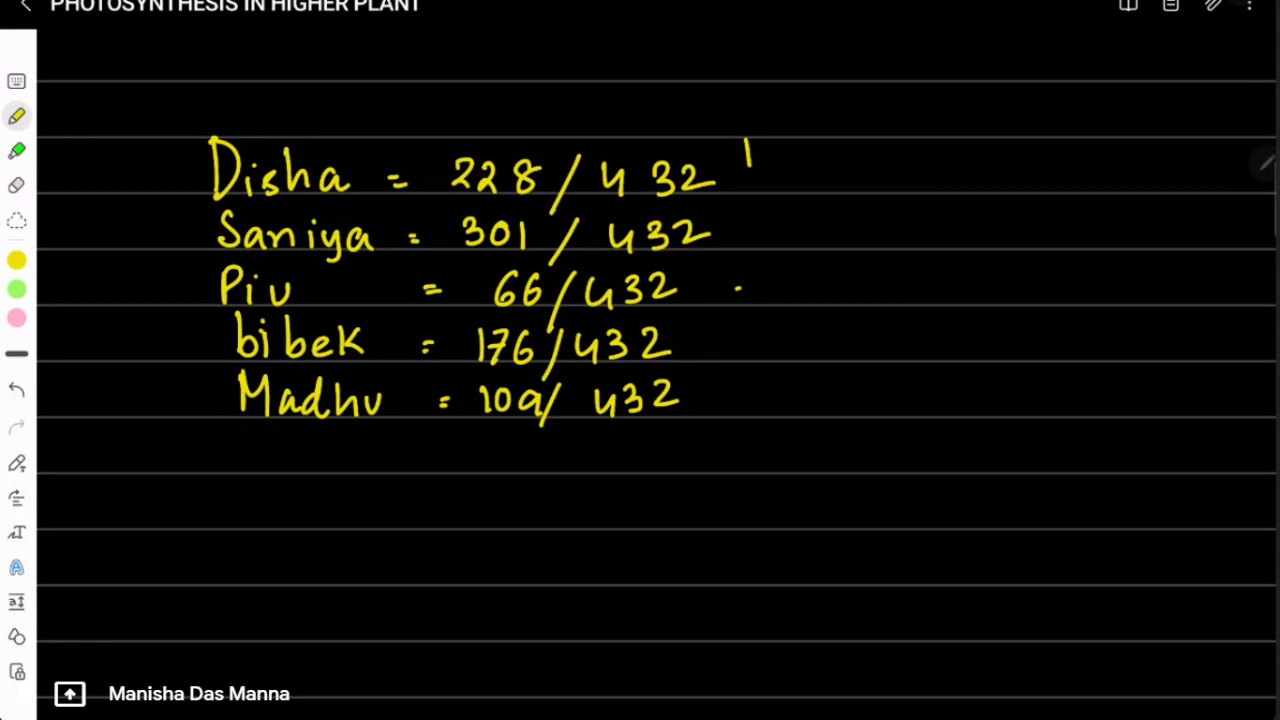 PHOTOSYNTHESIS IN HIGHER PLANT
Disha = 228 / 432
Saniya = 301 / 432
Piu = 66/432
bibek = 176/432
Madhu = 109/ 432
Manisha Das Manna